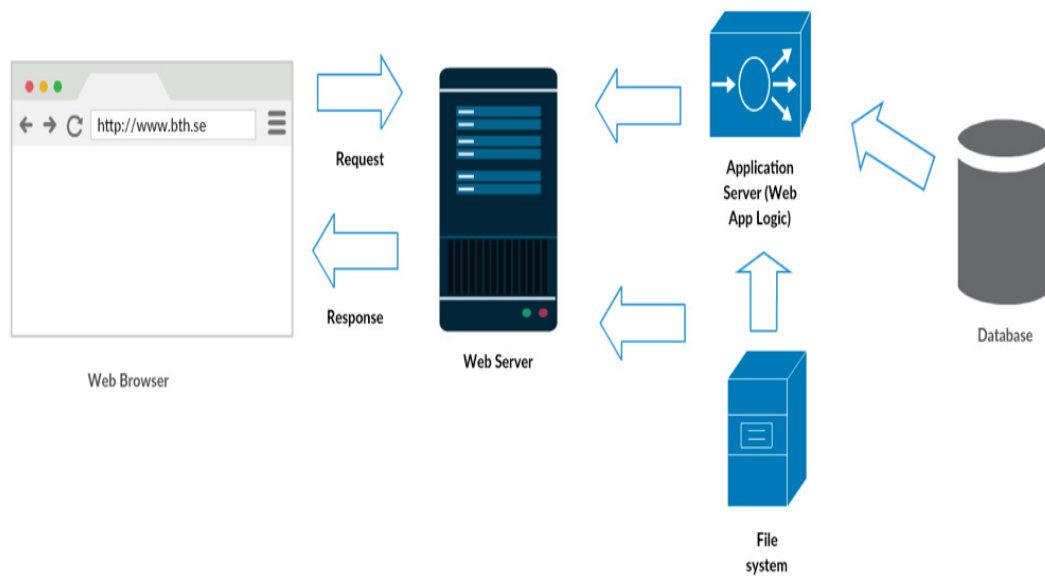 http://www.bth.se
Request
Response
Web Browser
Web Server
Application
Server (Web
App Logic)
Database
File
system